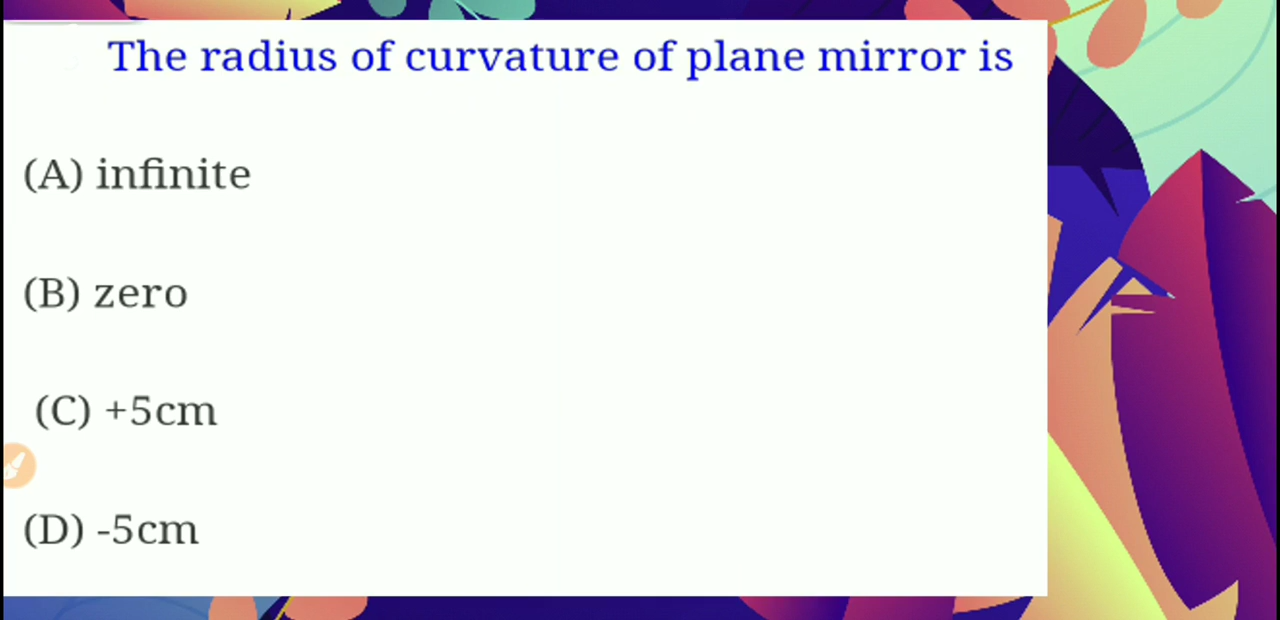 The radius of curvature of plane mirror is
(A) infinite
(B) zero
(C) +5cm
(D) -5cm